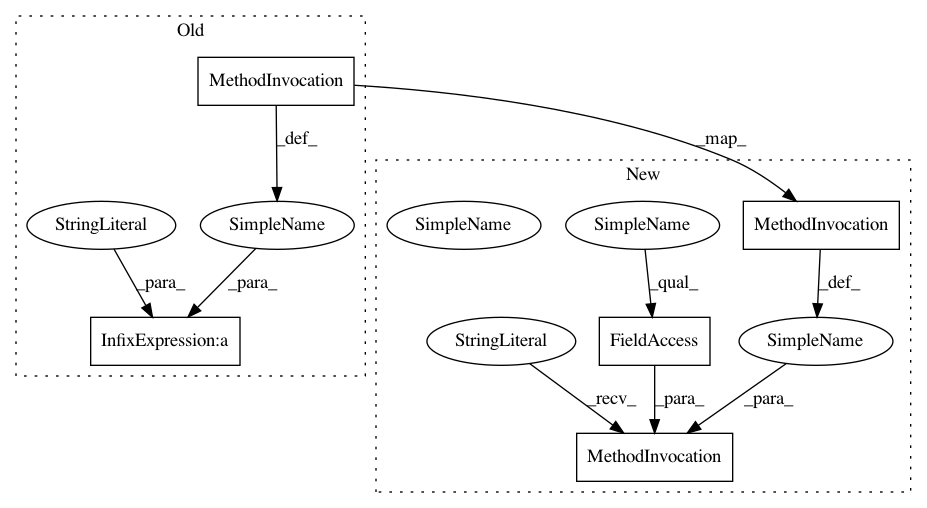 Old
MethodInvocation
_def_
_map_
New
StringLiteral
SimpleName
SimpleName
SimpleName
MethodInvocation
_para_
_para_
_qual_
_def_
InfixExpression:a
StringLiteral
FieldAccess
SimpleName
_recv_
_para_
_para_
MethodInvocation